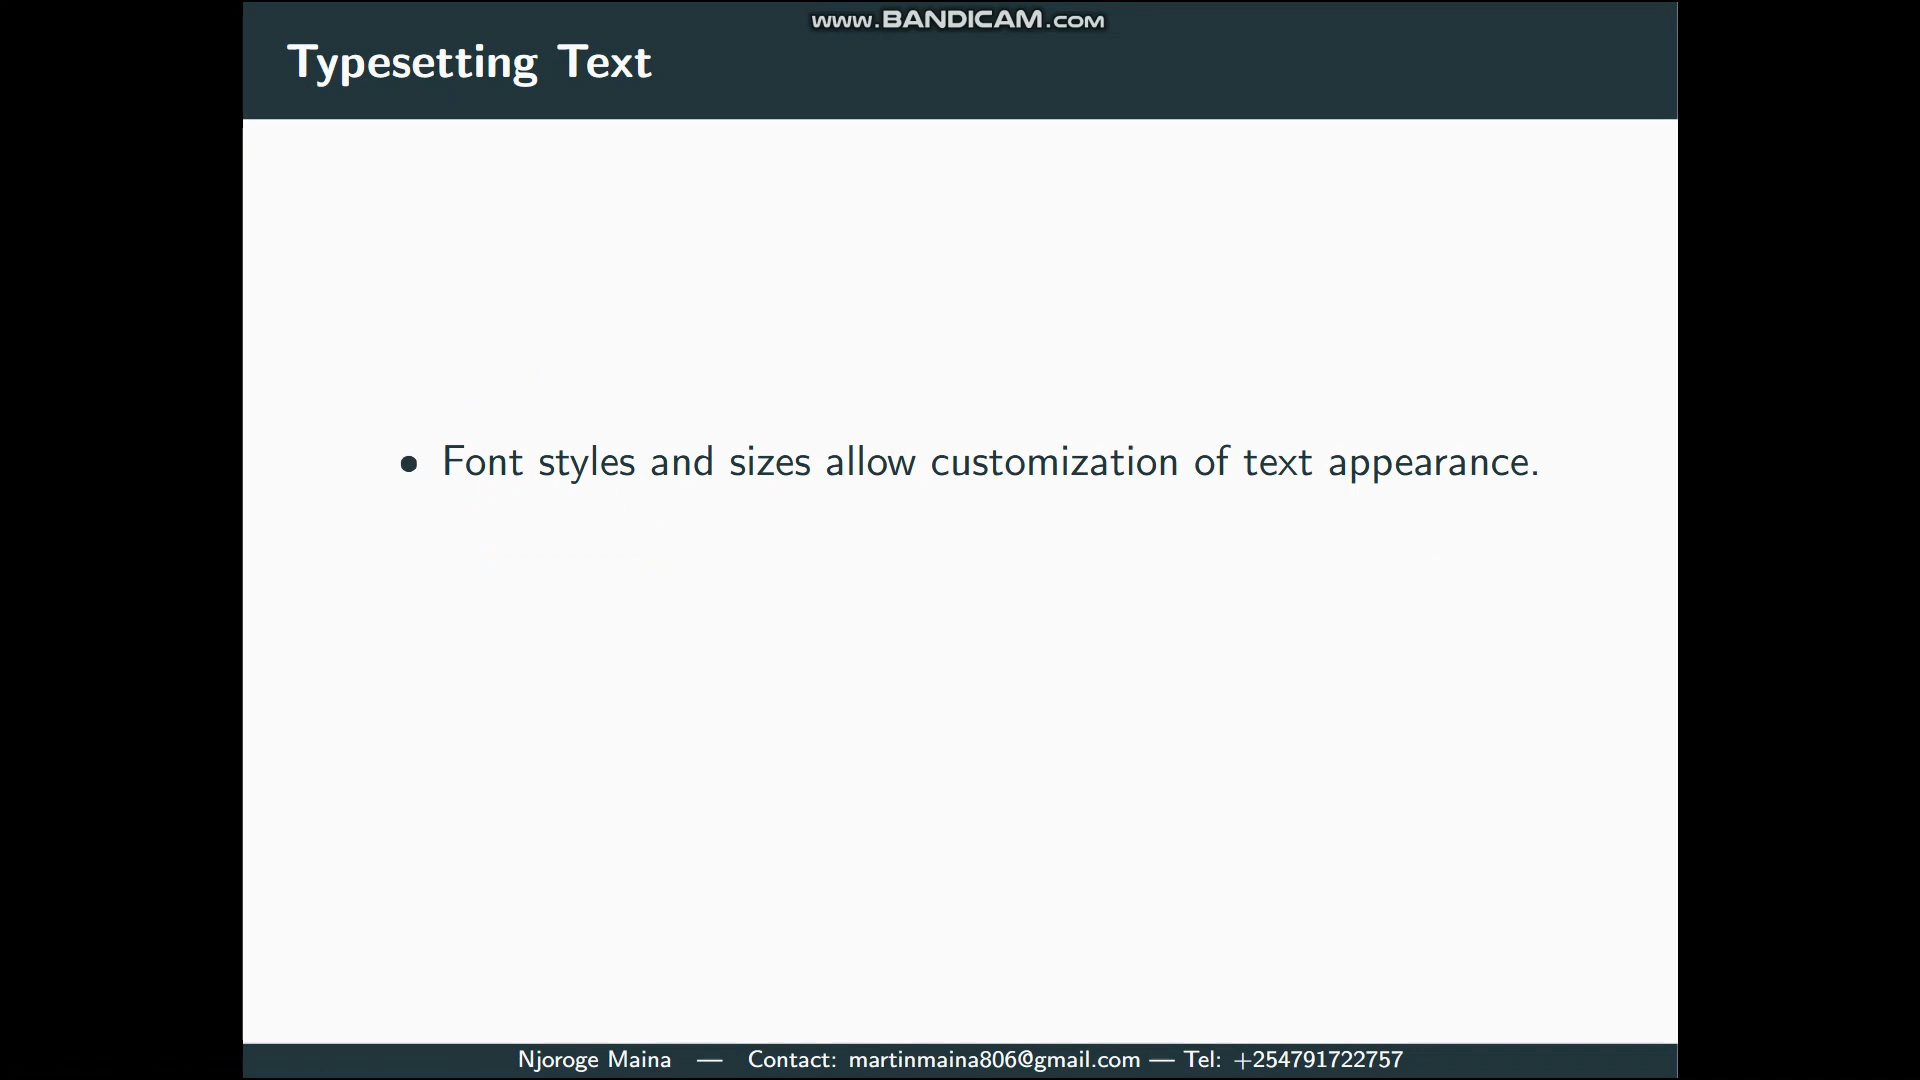 www.BANDICAM.com
Typesetting Text
• Font styles and sizes allow customization of text appearance.
Njoroge Maina — Contact: martinmaina806@gmail.com — Tel: +254791722757